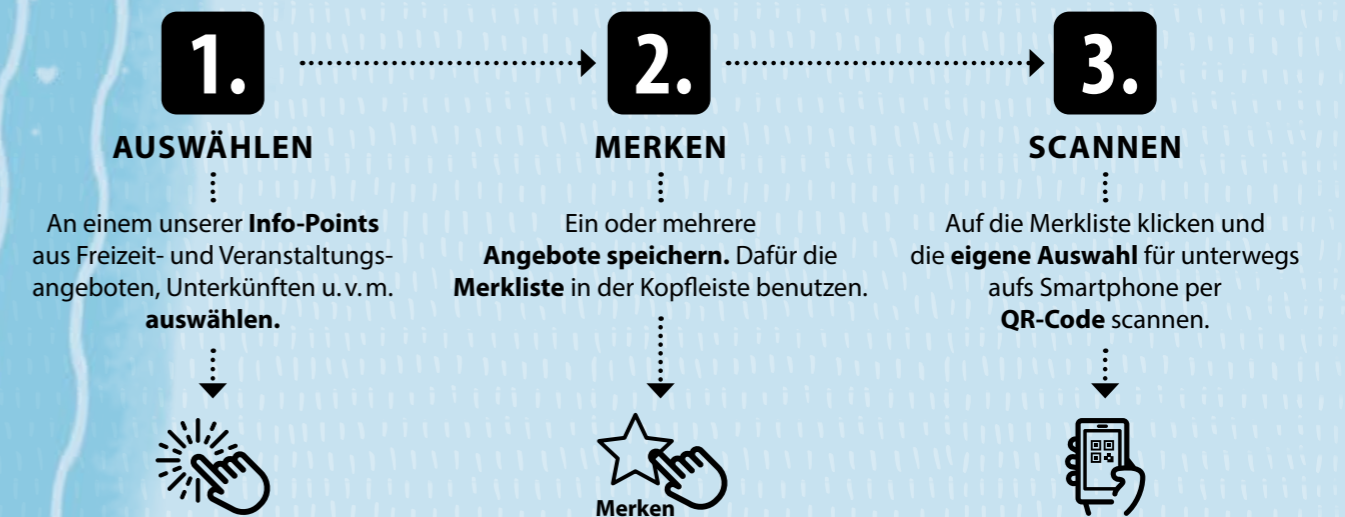 1.
AUSWÄHLEN
An einem unserer Info-Points
aus Freizeit- und Veranstaltungs-
angeboten, Unterkünften u. v. m.
auswählen.
2.
MERKEN
Ein oder mehrere
Angebote speichern. Dafür die
Merkliste in der Kopfleiste benutzen.
Merken
3.
SCANNEN
Auf die Merkliste klicken und
die eigene Auswahl für unterwegs
aufs Smartphone per
QR-Code scannen.